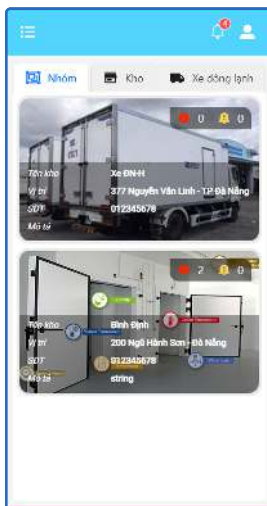 4
Nhóm
Kho
Xe đông lạnh
0
0
Tên kho Xe ĐN-H
Vị trí 377 Nguyễn Văn Linh - TP Đà Nẵng
SĐT 012345678
Mô tả
2
0
Tên kho Bình Định
Vị trí 200 Ngũ Hành Sơn - Đà Nẵng
SĐT 012345678
Mô tả string